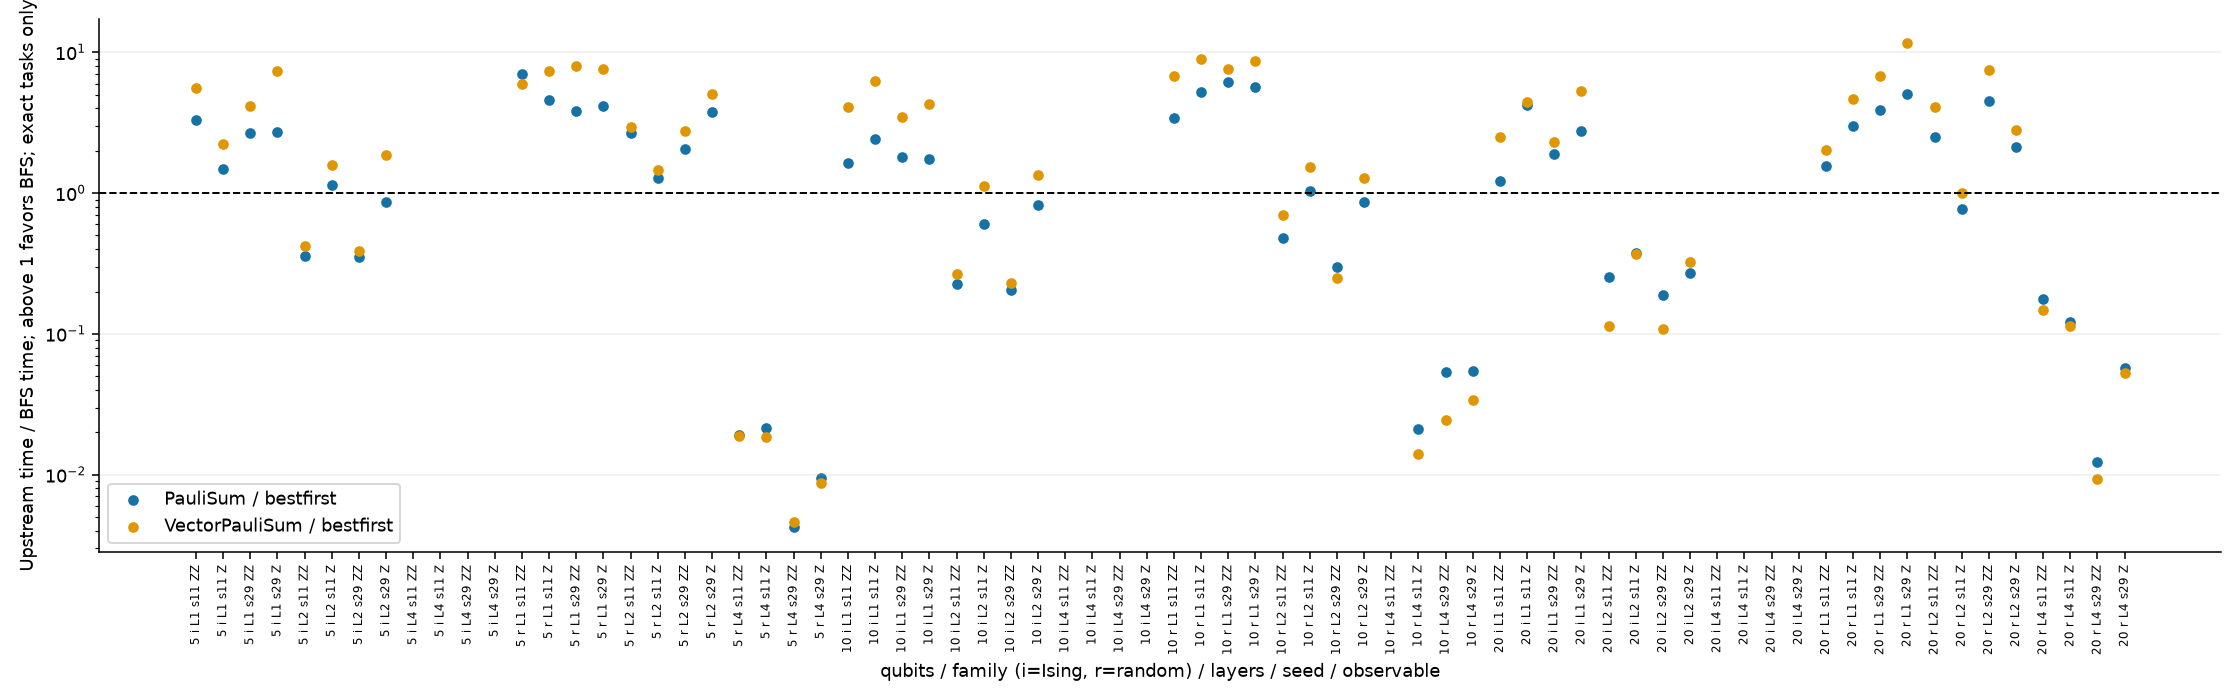 Upstream time / BFS time; above 1 favors BFS; exact tasks only
10¹
10⁰
10⁻¹
10⁻²
PauliSum / bestfirst
VectorPauliSum / bestfirst
5 i L1 s11 ZZ
5 i L1 s11 Z
5 i L1 s29 ZZ
5 i L1 s29 Z
5 i L2 s11 ZZ
5 i L2 s11 Z
5 i L2 s29 ZZ
5 i L2 s29 Z
5 i L4 s11 ZZ
5 i L4 s11 Z
5 i L4 s29 ZZ
5 i L4 s29 Z
5 r L1 s11 ZZ
5 r L1 s11 Z
5 r L1 s29 ZZ
5 r L1 s29 Z
5 r L2 s11 ZZ
5 r L2 s11 Z
5 r L2 s29 ZZ
5 r L2 s29 Z
5 r L4 s11 ZZ
5 r L4 s11 Z
5 r L4 s29 ZZ
5 r L4 s29 Z
10 i L1 s11 ZZ
10 i L1 s11 Z
10 i L1 s29 ZZ
10 i L1 s29 Z
10 i L2 s11 ZZ
10 i L2 s11 Z
10 i L2 s29 ZZ
10 i L2 s29 Z
10 i L4 s11 ZZ
10 i L4 s11 Z
10 i L4 s29 ZZ
10 i L4 s29 Z
10 r L1 s11 ZZ
10 r L1 s11 Z
10 r L1 s29 ZZ
10 r L1 s29 Z
10 r L2 s11 ZZ
10 r L2 s11 Z
10 r L2 s29 ZZ
10 r L2 s29 Z
10 r L4 s11 ZZ
10 r L4 s11 Z
10 r L4 s29 ZZ
10 r L4 s29 Z
20 i L1 s11 ZZ
20 i L1 s11 Z
20 i L1 s29 ZZ
20 i L1 s29 Z
20 i L2 s11 ZZ
20 i L2 s11 Z
20 i L2 s29 ZZ
20 i L2 s29 Z
20 i L4 s11 ZZ
20 i L4 s11 Z
20 i L4 s29 ZZ
20 i L4 s29 Z
20 r L1 s11 ZZ
20 r L1 s11 Z
20 r L1 s29 ZZ
20 r L1 s29 Z
20 r L2 s11 ZZ
20 r L2 s11 Z
20 r L2 s29 ZZ
20 r L2 s29 Z
20 r L4 s11 ZZ
20 r L4 s11 Z
20 r L4 s29 ZZ
20 r L4 s29 Z
qubits / family (i=Ising, r=random) / layers / seed / observable